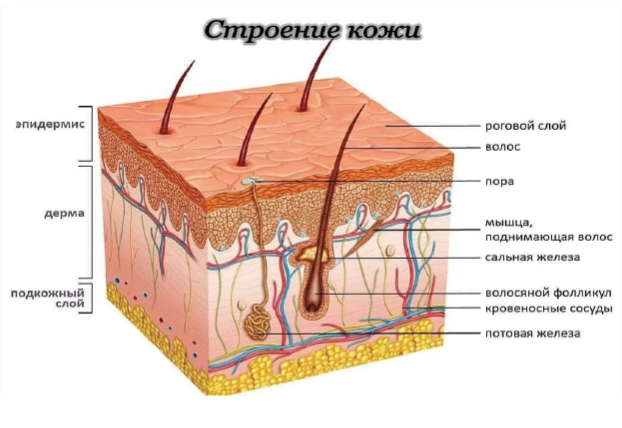 Строение кожи
эпидермис
дерма
подкожный
слой
роговой слой
волос
пора
мышца,
поднимающая волос
сальная железа
волосяной фолликул
кровеносные сосуды
потовая железа